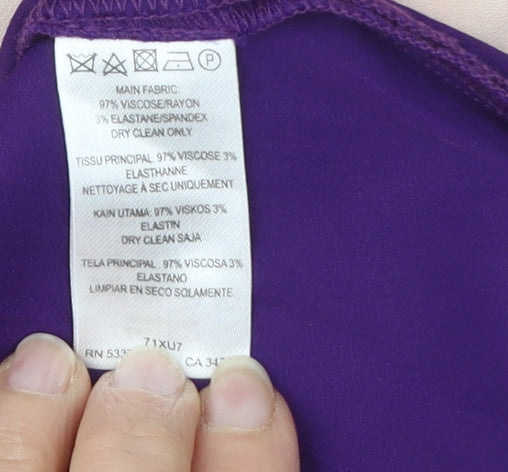 P
MAIN FABRIC
97% VISCOSE/RAYON
3% ELASTANE/SPANDEX
DRY CLEAN ONLY
TISSU PRINCIPAL 97% VISCOSE 3%
ELASTHANNE
NETTOYAGE À SEC UNIQUEMENT
KAIN UTAMA: 97% VISKOS 3%
ELASTIN
DRY CLEAN SAJA
TELA PRINCIPAL 97% VISCOSA 3%
ELASTANO
LIMPIAR EN SECO SOLAMENTE
71XU7
RN CA